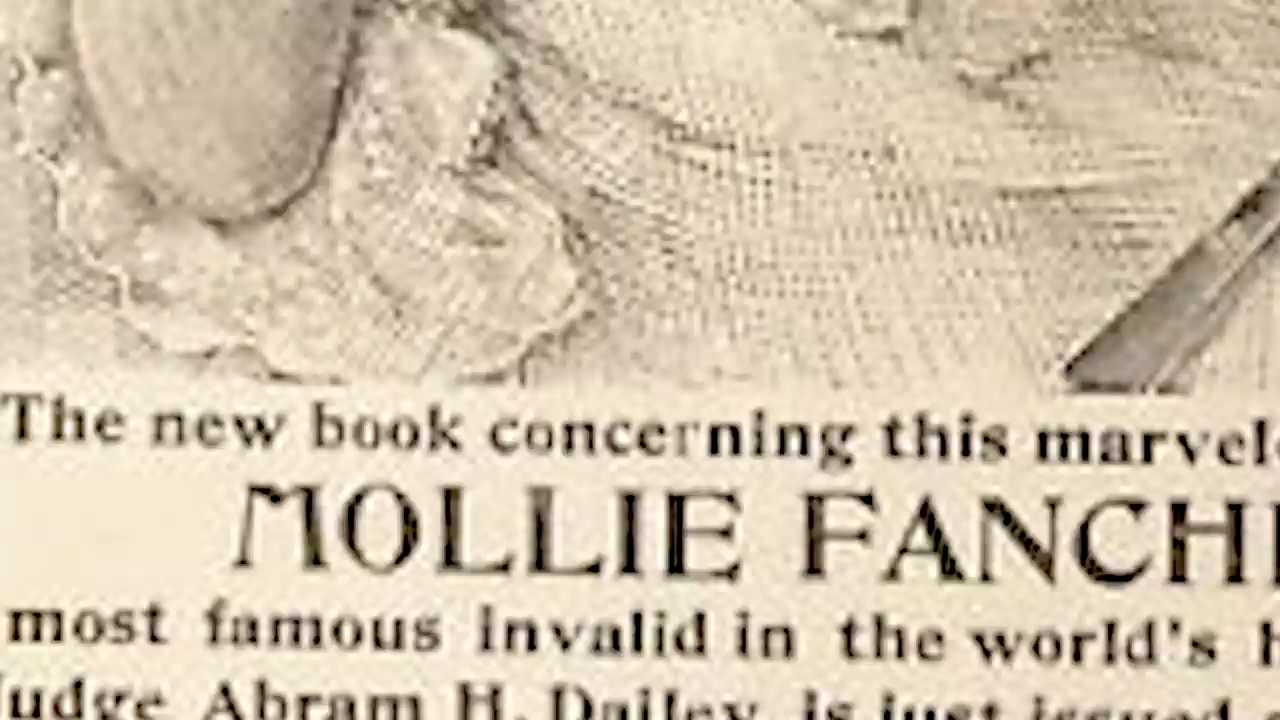 The new book concerning this marvel
MOLLIE FANCH
most famous invalid in the world's h
Judge Abram H. Dailey, is just issued